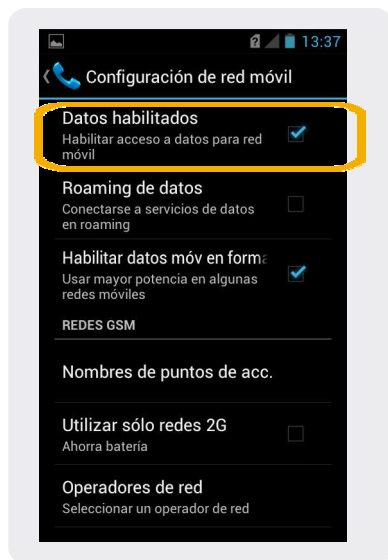 13:37
Configuración de red móvil
Datos habilitados
Habilitar acceso a datos para red
móvil
Roaming de datos
Conectarse a servicios de datos
en roaming
Habilitar datos móv en forma
Usar mayor potencia en algunas
redes móviles
REDES GSM
Nombres de puntos de acc.
Utilizar sólo redes 2G
Ahorra batería
Operadores de red
Seleccionar un operador de red